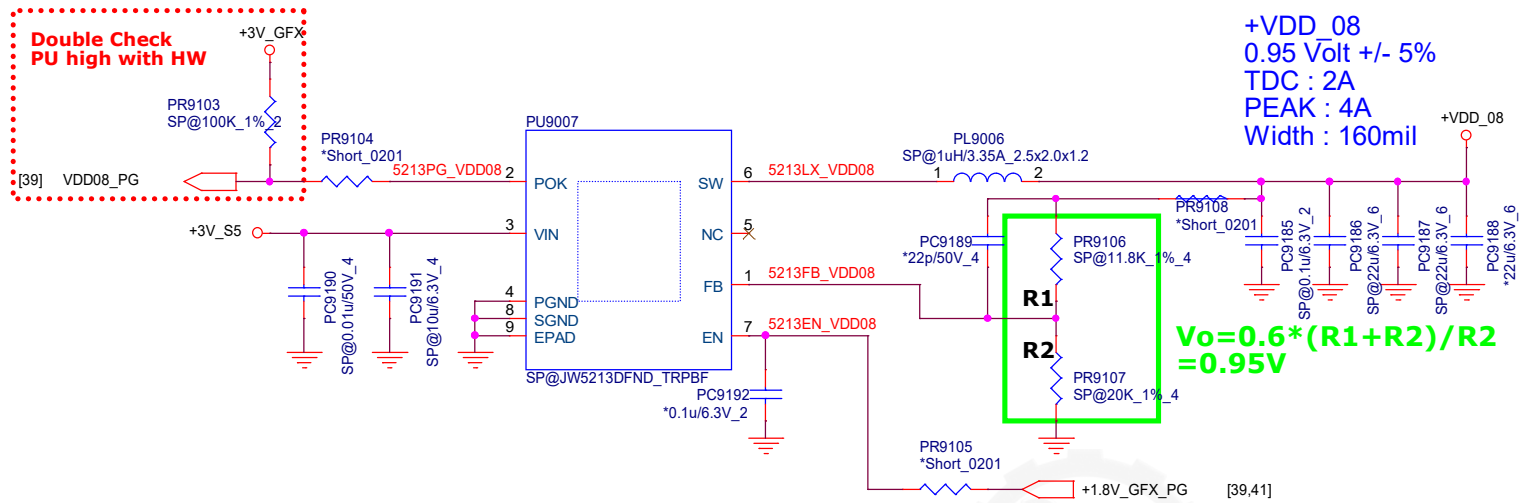 Double Check
PU high with HW
+3V_GFX
PR9103
SP@100K_1%_2
[39]
VDD08_PG
PR9104
*Short_0201
5213PG_VDD08
2
POK
PU9007
+3V_S5
3
VIN
PC9190
SP@0.01u/50V_4
PC9191
SP@10u/6.3V_4
4
PGND
8
SGND
9
EPAD
SP@JW5213DFND_TRPBF
SW
6
5213LX_VDD08
NC
5
FB
1
5213FB_VDD08
EN
7
5213EN_VDD08
PC9192
*0.1u/6.3V_2
PL9006
SP@1uH/3.35A_2.5x2.0x1.2
1
2
PC9189
*22p/50V_4
PR9106
SP@11.8K_1%_4
R1
R2
PR9107
SP@20K_1%_4
PR9108
*Short_0201
PC9185
SP@0.1u/6.3V_2
PC9186
SP@22u/6.3V_6
PC9187
SP@22u/6.3V_6
PC9188
*22u/6.3V_6
+VDD_08
0.95 Volt +/- 5%
TDC : 2A
PEAK : 4A
Width : 160mil
+VDD_08
Vo=0.6*(R1+R2)/R2
=0.95V
PR9105
*Short_0201
+1.8V_GFX_PG
[39,41]